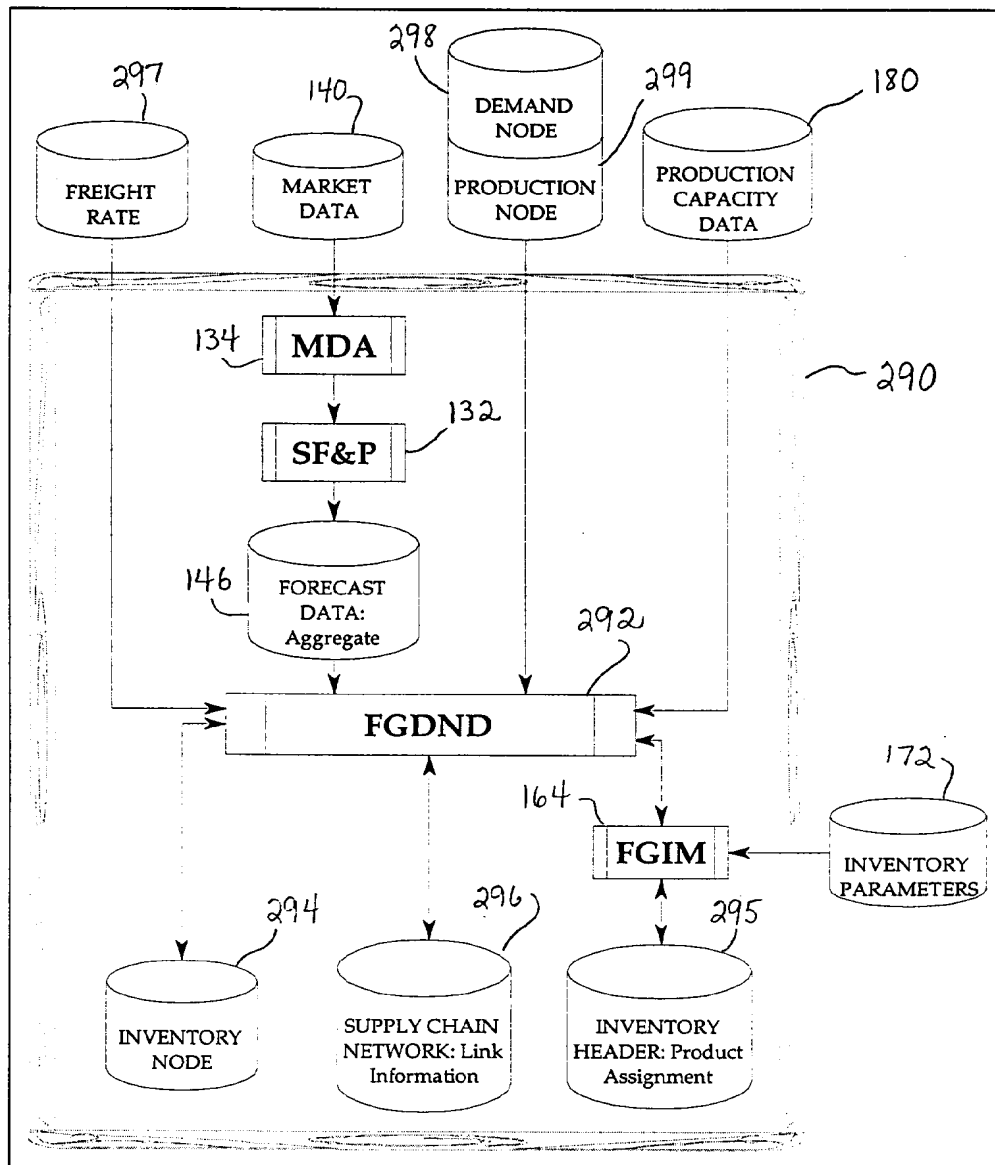 298
297
140
299
180
DEMAND
NODE
FREIGHT
RATE
MARKET
DATA
PRODUCTION
NODE
PRODUCTION
CAPACITY
DATA
134
MDA
290
132
SF&P
146
FORECAST
DATA:
Aggregate
292
FGDND
164
172
FGIM
INVENTORY
PARAMETERS
294
296
295
INVENTORY
NODE
SUPPLY CHAIN
NETWORK: Link
Information
INVENTORY
HEADER: Product
Assignment